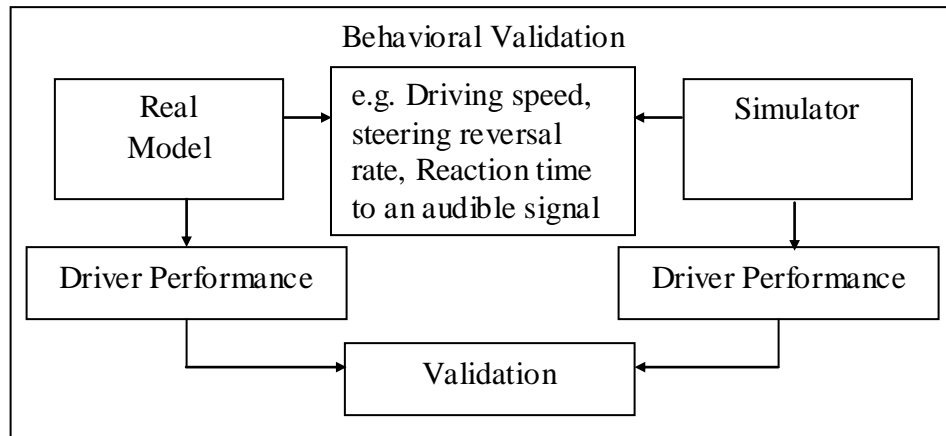 Behavioral Validation
Real
Model
e.g. Driving speed,
steering reversal
rate, Reaction time
to an audible signal
Simulator
Driver Performance
Driver Performance
Validation